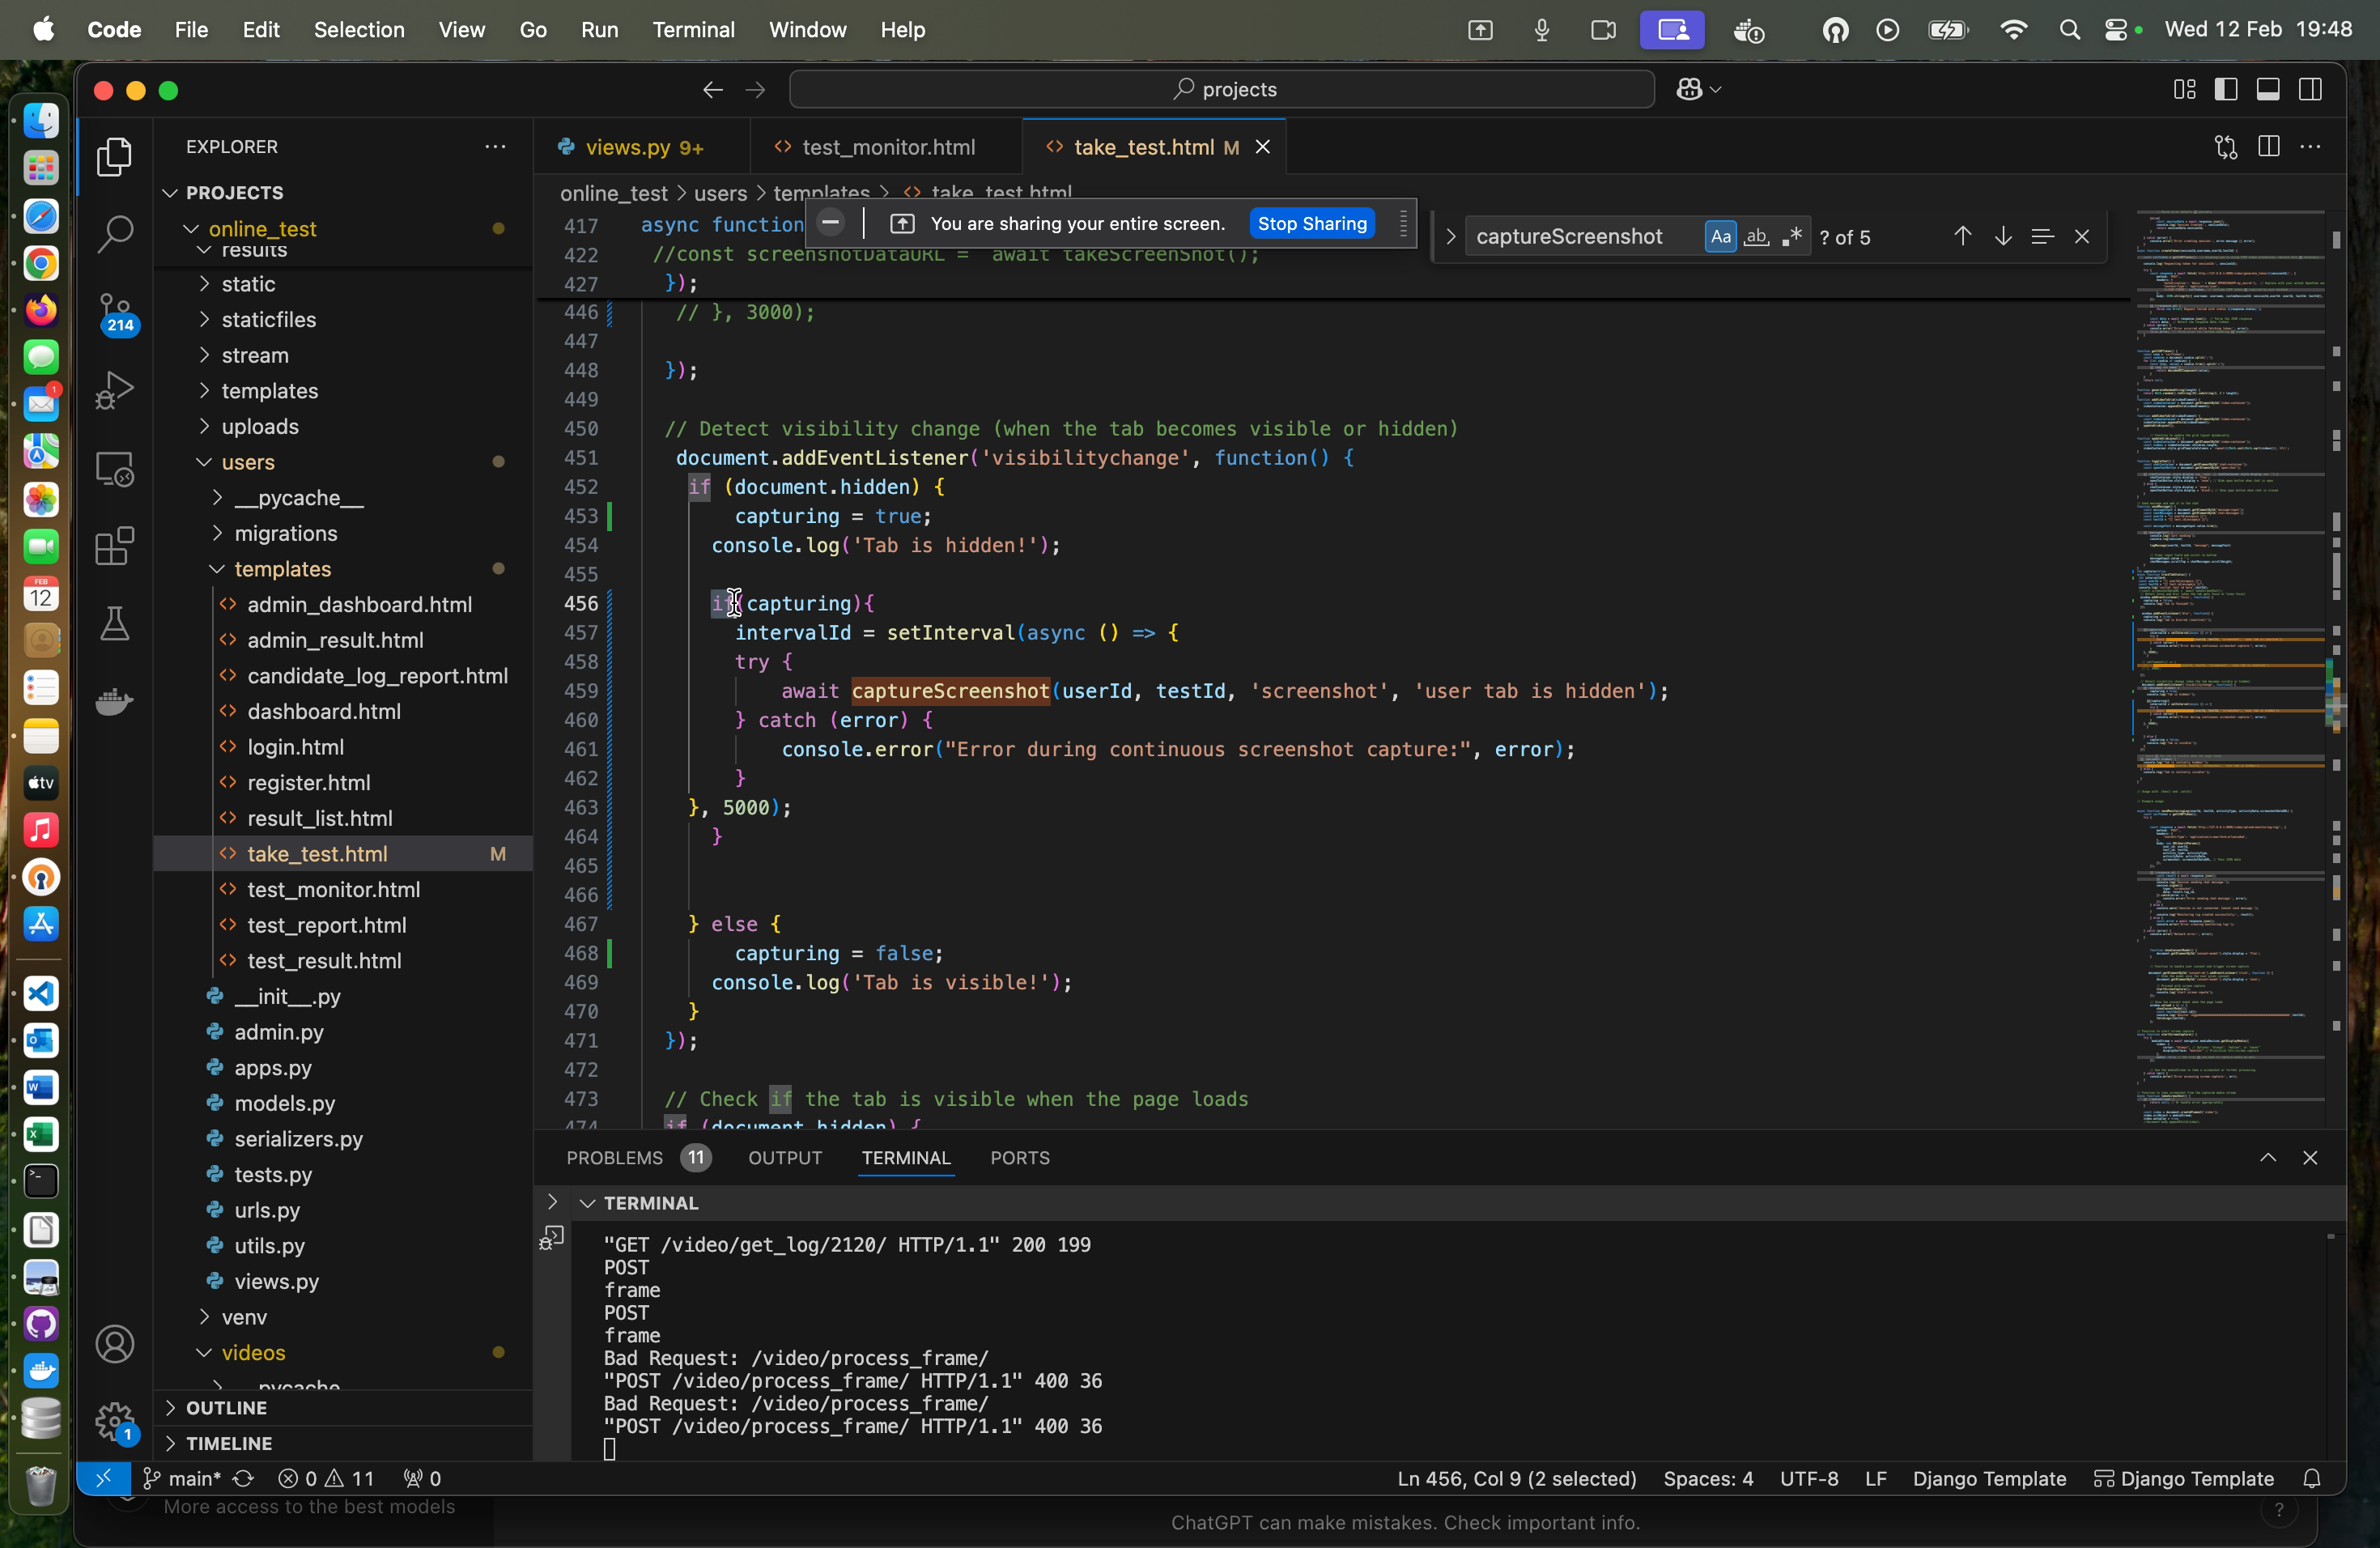 Code File Edit Selection View Go Run Terminal Window Help Wed 12 Feb 19:48
projects
EXPLORER
PROJECTS
online_test
results
static
staticfiles
stream
templates
uploads
users
__pycache__
migrations
templates
admin_dashboard.html
admin_result.html
candidate_log_report.html
dashboard.html
login.html
register.html
result_list.html
take_test.html M
test_monitor.html
test_report.html
test_result.html
__init__.py
admin.py
apps.py
models.py
serializers.py
tests.py
urls.py
utils.py
views.py
venv
videos
__pycache__
OUTLINE
TIMELINE
214
1
1
FEB
12
tv
views.py 9+ test_monitor.html take_test.html M
online_test > users > templates > take_test.html
You are sharing your entire screen. Stop Sharing
captureScreenshot Aa ab .* ? of 5
417 async function
422 //const screenshotDataURL = await takeScreenShot();
427 });
446 // }, 3000);
447
448 });
449
450 // Detect visibility change (when the tab becomes visible or hidden)
451 document.addEventListener('visibilitychange', function() {
452 if (document.hidden) {
453 capturing = true;
454 console.log('Tab is hidden!');
455
456 if(capturing){
457 intervalId = setInterval(async () => {
458 try {
459 await captureScreenshot(userId, testId, 'screenshot', 'user tab is hidden');
460 } catch (error) {
461 console.error("Error during continuous screenshot capture:", error);
462 }
463 }, 5000);
464 }
465
466
467 } else {
468 capturing = false;
469 console.log('Tab is visible!');
470 }
471 });
472
473 // Check if the tab is visible when the page loads
474 if (document.hidden) {
PROBLEMS 11 OUTPUT TERMINAL PORTS
TERMINAL
"GET /video/get_log/2120/ HTTP/1.1" 200 199
POST
frame
POST
frame
Bad Request: /video/process_frame/
"POST /video/process_frame/ HTTP/1.1" 400 36
Bad Request: /video/process_frame/
"POST /video/process_frame/ HTTP/1.1" 400 36
main* 0 11 0 Ln 456, Col 9 (2 selected) Spaces: 4 UTF-8 LF Django Template Django Template
More access to the best models
ChatGPT can make mistakes. Check important info.
?